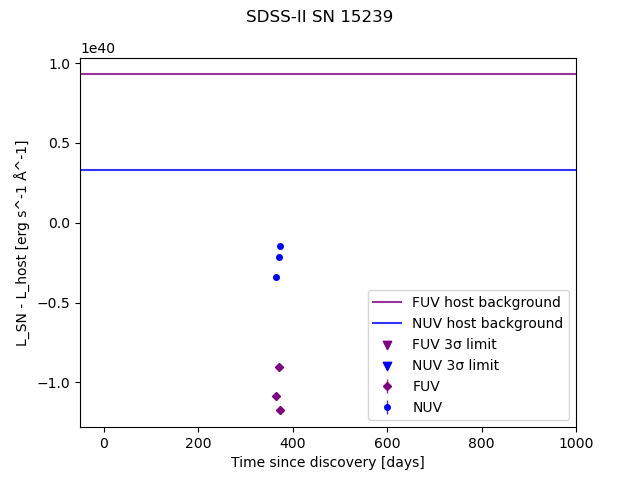 SDSS-II SN 15239
1e40
1.0
0.5
0.0
−0.5
−1.0
L_SN - L_host [erg s^-1 Å^-1]
FUV host background
NUV host background
FUV 3σ limit
NUV 3σ limit
FUV
NUV
0 200 400 600 800 1000
Time since discovery [days]